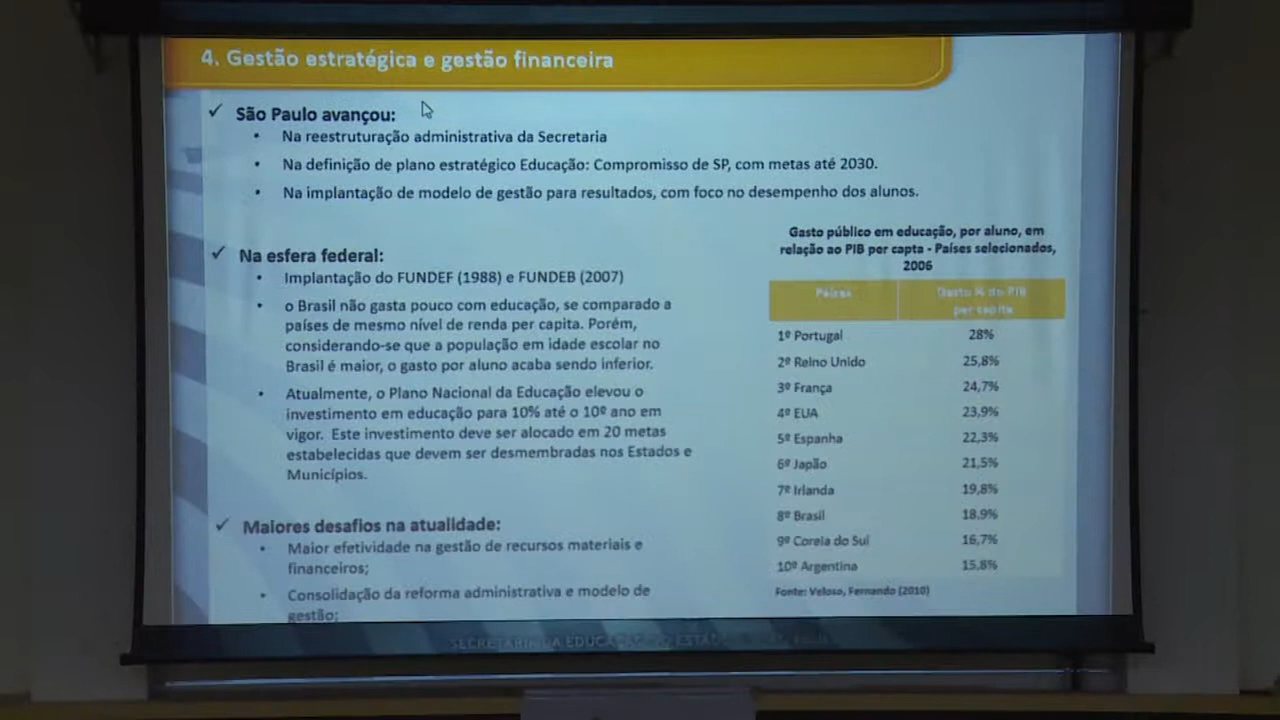 4. Gestão estratégica e gestão financeira
✓ São Paulo avançou:
• Na reestruturação administrativa da Secretaria
• Na definição de plano estratégico Educação: Compromisso de SP, com metas até 2030.
• Na implantação de modelo de gestão para resultados, com foco no desempenho dos alunos.
✓ Na esfera federal:
• Implantação do FUNDEF (1988) e FUNDEB (2007)
• o Brasil não gasta pouco com educação, se comparado a
países de mesmo nível de renda per capita. Porém,
considerando-se que a população em idade escolar no
Brasil é maior, o gasto por aluno acaba sendo inferior.
• Atualmente, o Plano Nacional da Educação elevou o
investimento em educação para 10% até o 10º ano em
vigor. Este investimento deve ser alocado em 20 metas
estabelecidas que devem ser desmembradas nos Estados e
Municípios.
✓ Maiores desafios na atualidade:
• Maior efetividade na gestão de recursos materiais e
financeiros;
• Consolidação da reforma administrativa e modelo de
gestão;
Gasto público em educação, por aluno, em
relação ao PIB per capta - Países selecionados,
2006
Países Gasto % do PIB
per capita
1º Portugal 28%
2º Reino Unido 25,8%
3º França 24,7%
4º EUA 23,9%
5º Espanha 22,3%
6º Japão 21,5%
7º Irlanda 19,8%
8º Brasil 18,9%
9º Coreia do Sul 16,7%
10º Argentina 15,8%
Fonte: Veloso, Fernando (2010)
SECRETARIA DA EDUCAÇÃO